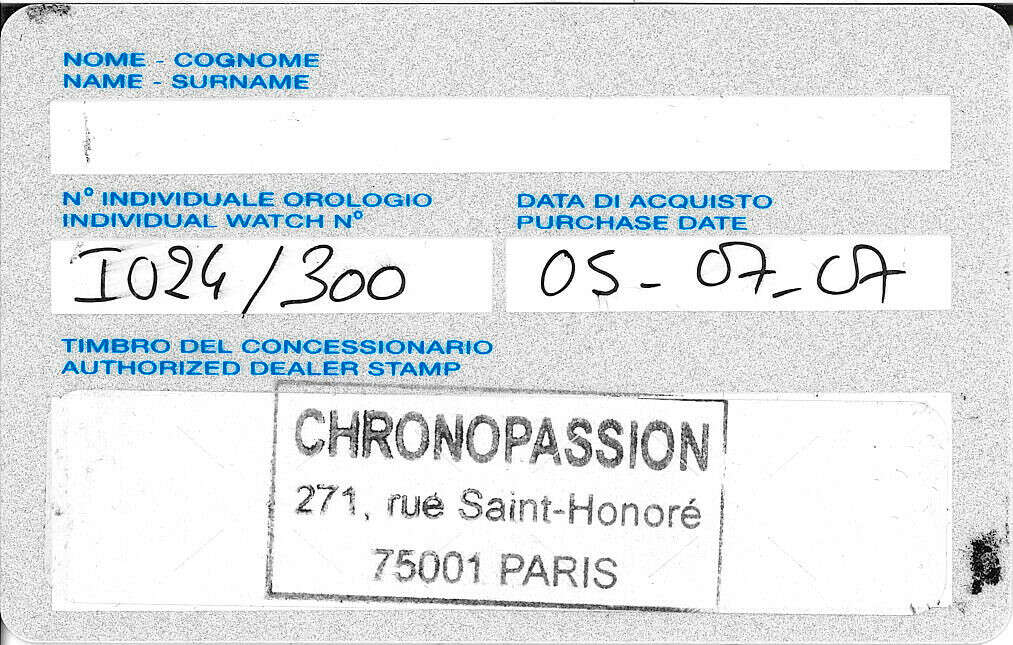 NOME - COGNOME
NAME - SURNAME
N° INDIVIDUALE OROLOGIO
INDIVIDUAL WATCH N°
DATA DI ACQUISTO
PURCHASE DATE
I024/300
05-07-07
TIMBRO DEL CONCESSIONARIO
AUTHORIZED DEALER STAMP
CHRONOPASSION
271, rue Saint-Honoré
75001 PARIS